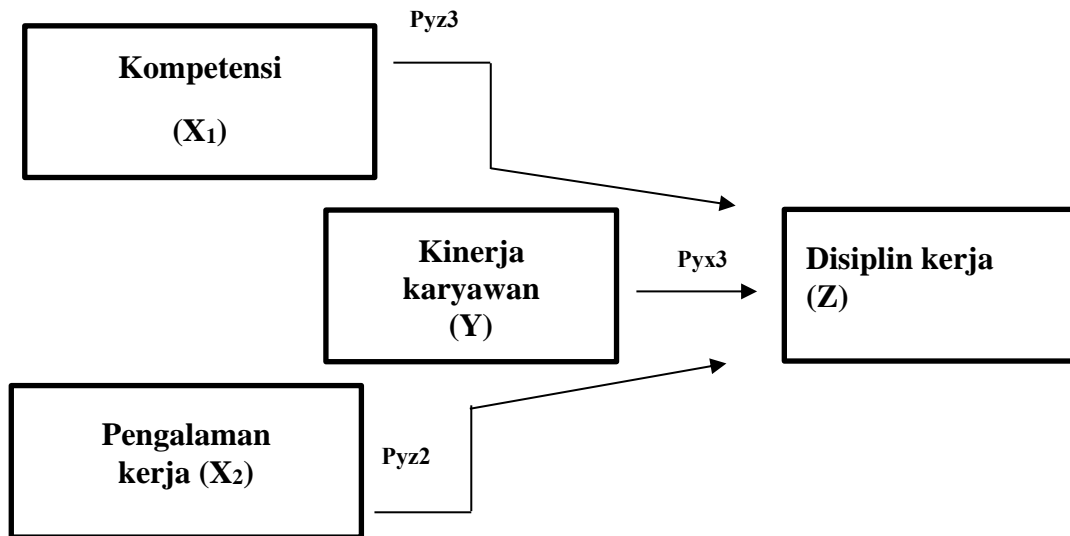 Pyz3
Kompetensi
(X1)
Kinerja
karyawan
(Y)
Pyx3
Disiplin kerja
(Z)
Pengalaman
kerja (X2)
Pyz2